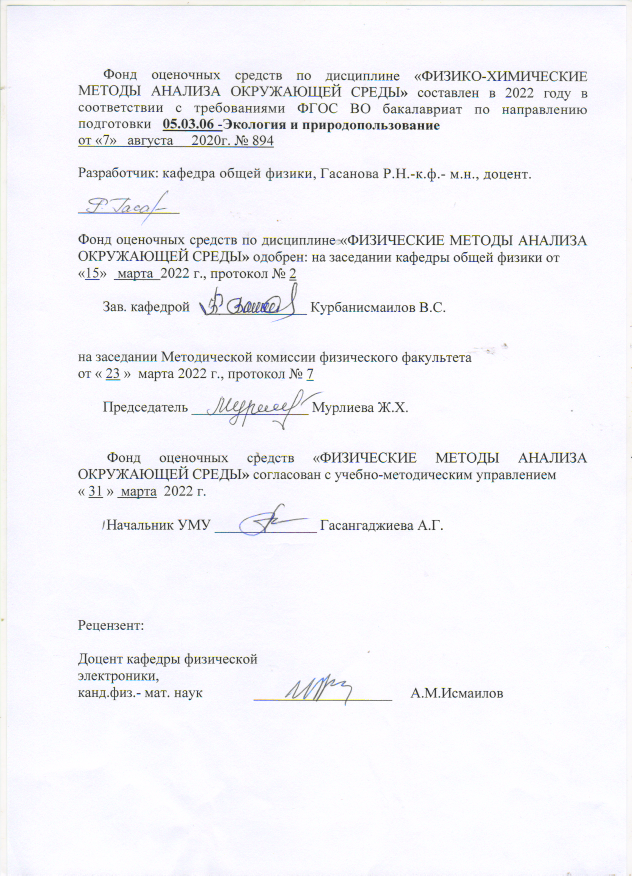 Фонд оценочных средств по дисциплине «ФИЗИКО-ХИМИЧЕСКИЕ
МЕТОДЫ АНАЛИЗА ОКРУЖАЮЩЕЙ СРЕДЫ» составлен в 2022 году в
соответствии с требованиями ФГОС ВО бакалавриат по направлению
подготовки 05.03.06 -Экология и природопользование
от «7» августа 2020г. № 894
Разработчик: кафедра общей физики, Гасанова Р.Н.-к.ф.- м.н., доцент.
Фонд оценочных средств по дисциплине «ФИЗИЧЕСКИЕ МЕТОДЫ АНАЛИЗА
ОКРУЖАЮЩЕЙ СРЕДЫ» одобрен: на заседании кафедры общей физики от
«15» марта 2022 г., протокол № 2
Зав. кафедрой ______________ Курбанисмаилов В.С.
на заседании Методической комиссии физического факультета
от « 23 » марта 2022 г., протокол № 7
Председатель ________________ Мурлиева Ж.Х.
Фонд оценочных средств «ФИЗИЧЕСКИЕ МЕТОДЫ АНАЛИЗА
ОКРУЖАЮЩЕЙ СРЕДЫ» согласован с учебно-методическим управлением
« 31 » марта 2022 г.
Начальник УМУ ______________ Гасангаджиева А.Г.
Рецензент:
Доцент кафедры физической
электроники,
канд.физ.- мат. наук ___________________ А.М.Исмаилов